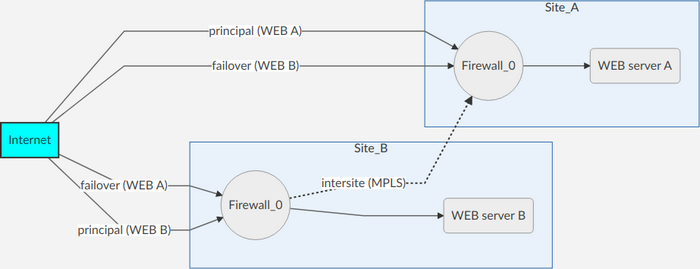 Site_A
principal (WEB A)
failover (WEB B)
Firewall_0
WEB server A
Internet
Site_B
failover (WEB A)
intersite (MPLS)
Firewall_0
WEB server B
principal (WEB B)